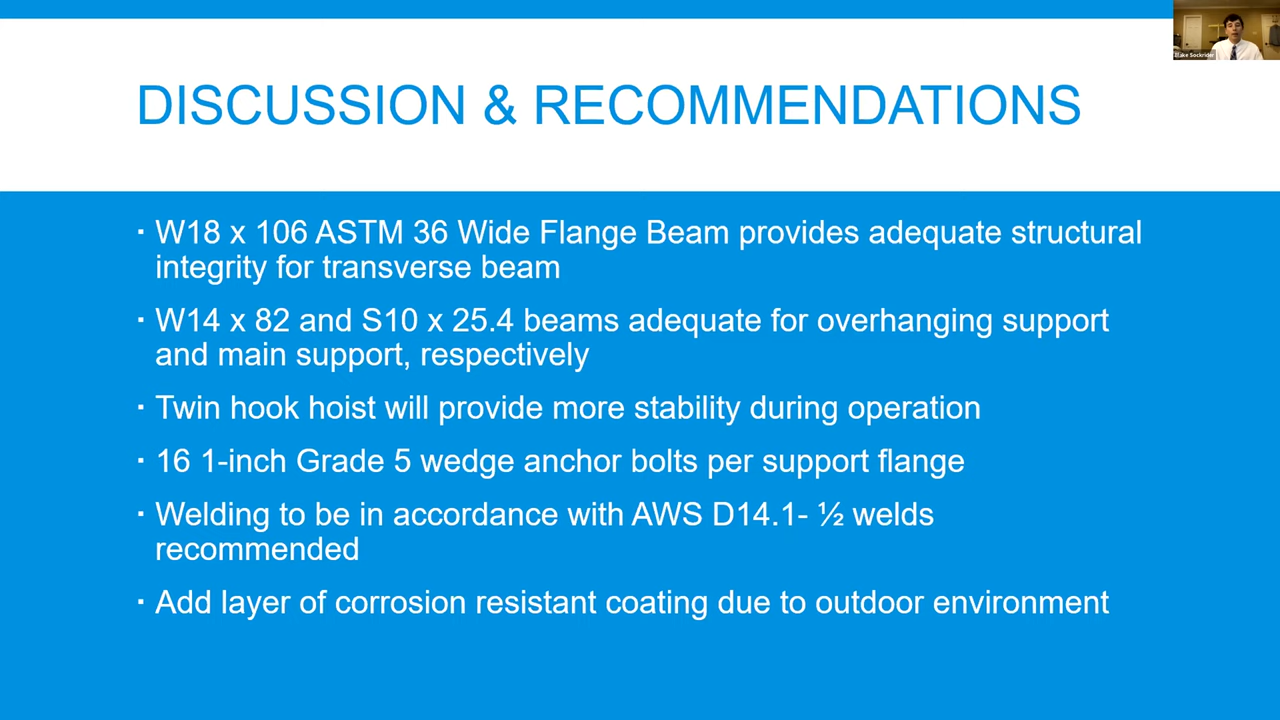 Blake Sockrider
DISCUSSION & RECOMMENDATIONS
▪ W18 x 106 ASTM 36 Wide Flange Beam provides adequate structural
integrity for transverse beam
▪ W14 x 82 and S10 x 25.4 beams adequate for overhanging support
and main support, respectively
▪ Twin hook hoist will provide more stability during operation
▪ 16 1-inch Grade 5 wedge anchor bolts per support flange
▪ Welding to be in accordance with AWS D14.1- ½ welds
recommended
▪ Add layer of corrosion resistant coating due to outdoor environment